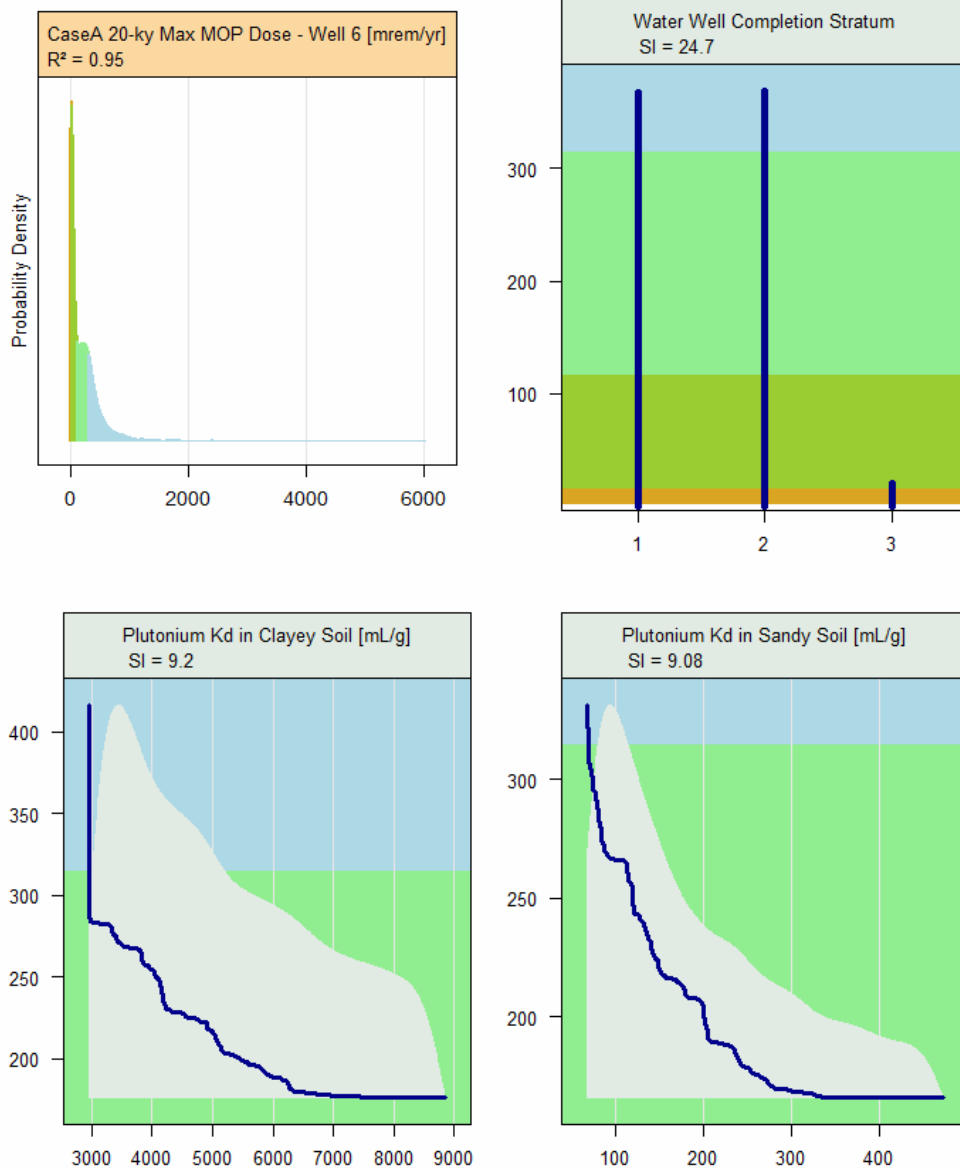 CaseA 20-ky Max MOP Dose - Well 6 [mrem/yr]
R² = 0.95
Probability Density
0 2000 4000 6000
Water Well Completion Stratum
SI = 24.7
300
200
100
1 2 3
Plutonium Kd in Clayey Soil [mL/g]
SI = 9.2
400
350
300
250
200
3000 4000 5000 6000 7000 8000 9000
Plutonium Kd in Sandy Soil [mL/g]
SI = 9.08
300
250
200
100 200 300 400